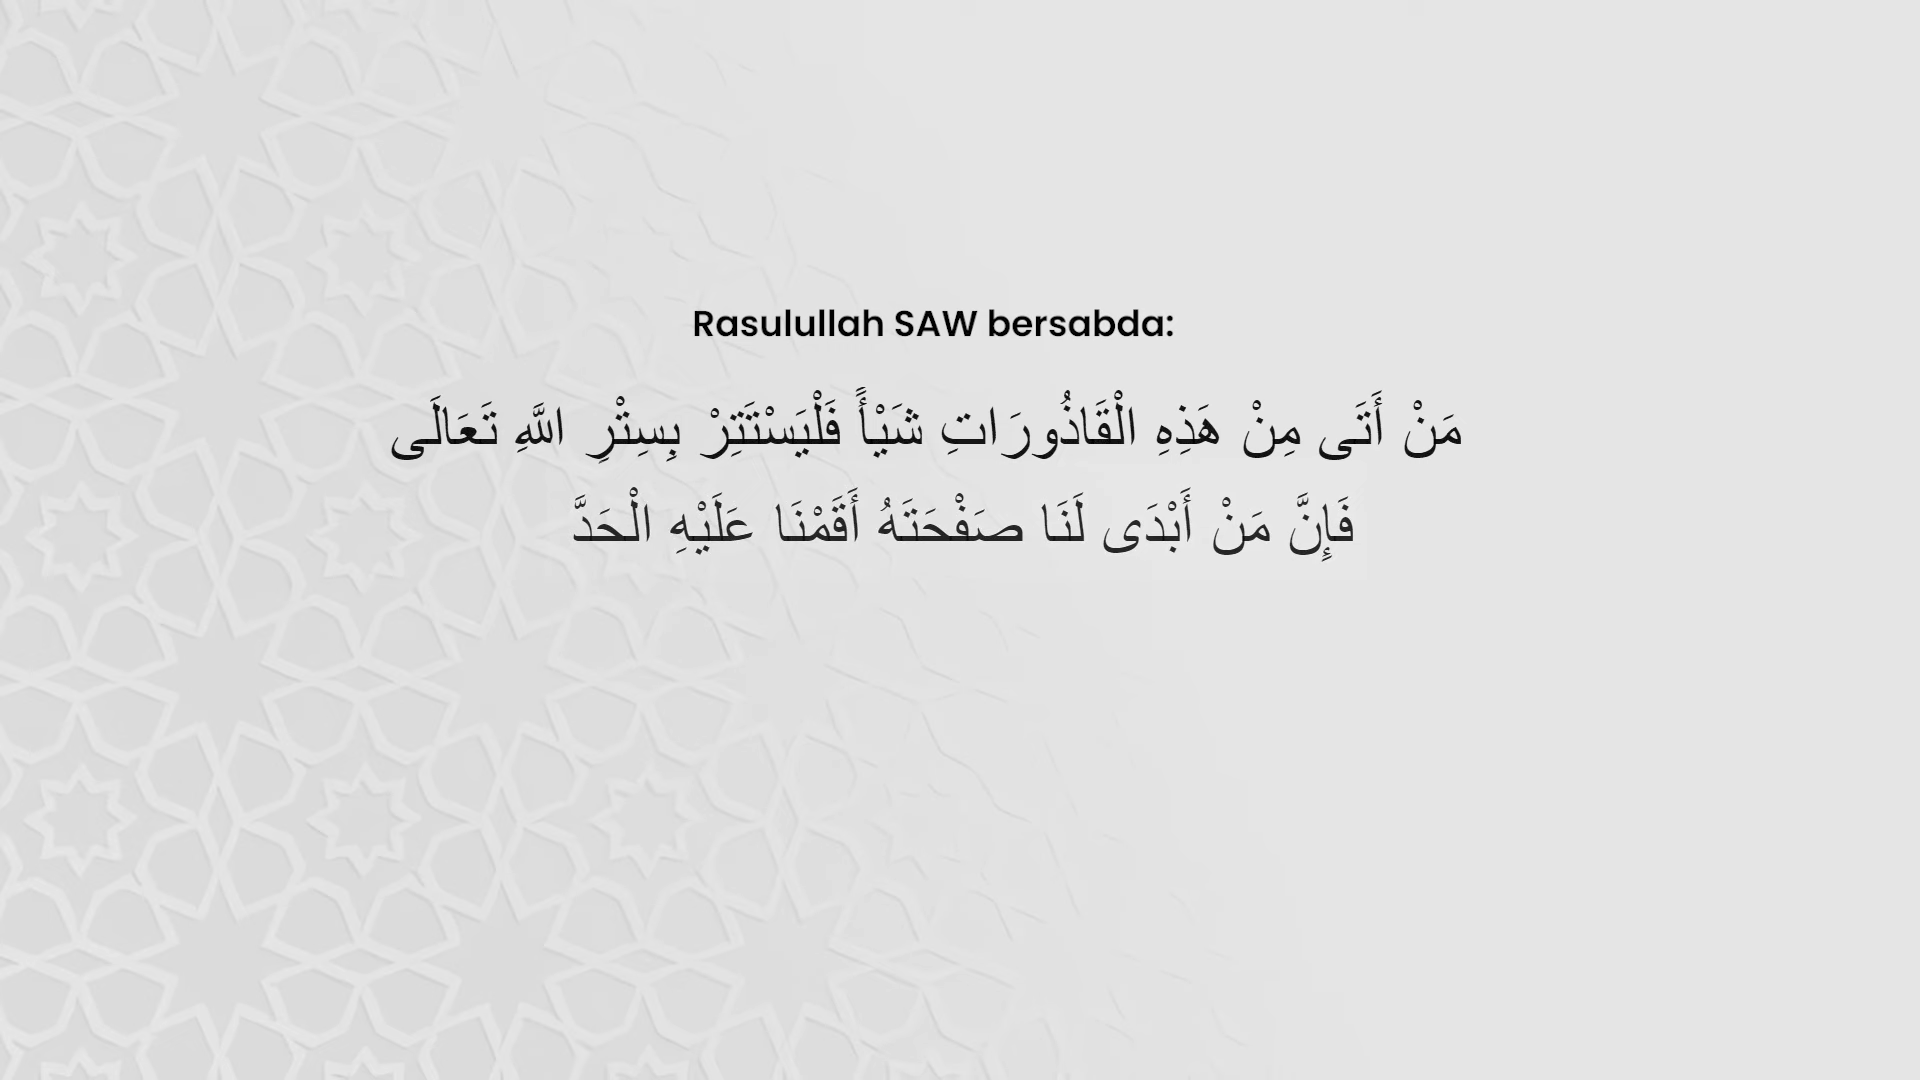 Rasulullah SAW bersabda:
مَنْ أَتَى مِنْ هَذِهِ الْقَاذُورَاتِ شَيْأً فَلْيَسْتَتِرْ بِسِتْرِ اللَّهِ تَعَالَى
فَإِنَّ مَنْ أَبْدَى لَنَا صَفْحَتَهُ أَقَمْنَا عَلَيْهِ الْحَدَّ